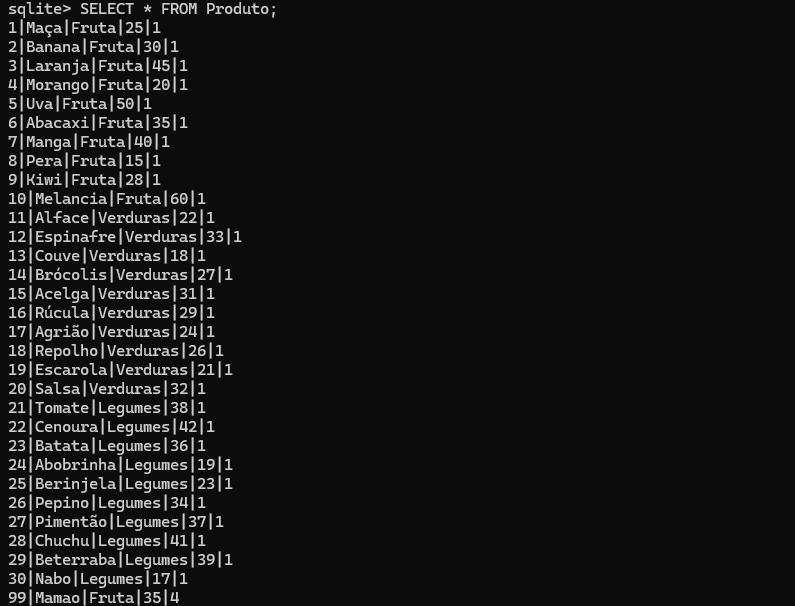 sqlite> SELECT * FROM Produto;
1|Maça|Fruta|25|1
2|Banana|Fruta|30|1
3|Laranja|Fruta|45|1
4|Morango|Fruta|20|1
5|Uva|Fruta|50|1
6|Abacaxi|Fruta|35|1
7|Manga|Fruta|40|1
8|Pera|Fruta|15|1
9|Kiwi|Fruta|28|1
10|Melancia|Fruta|60|1
11|Alface|Verduras|22|1
12|Espinafre|Verduras|33|1
13|Couve|Verduras|18|1
14|Brócolis|Verduras|27|1
15|Acelga|Verduras|31|1
16|Rúcula|Verduras|29|1
17|Agrião|Verduras|24|1
18|Repolho|Verduras|26|1
19|Escarola|Verduras|21|1
20|Salsa|Verduras|32|1
21|Tomate|Legumes|38|1
22|Cenoura|Legumes|42|1
23|Batata|Legumes|36|1
24|Abobrinha|Legumes|19|1
25|Berinjela|Legumes|23|1
26|Pepino|Legumes|34|1
27|Pimentão|Legumes|37|1
28|Chuchu|Legumes|41|1
29|Beterraba|Legumes|39|1
30|Nabo|Legumes|17|1
99|Mamao|Fruta|35|4